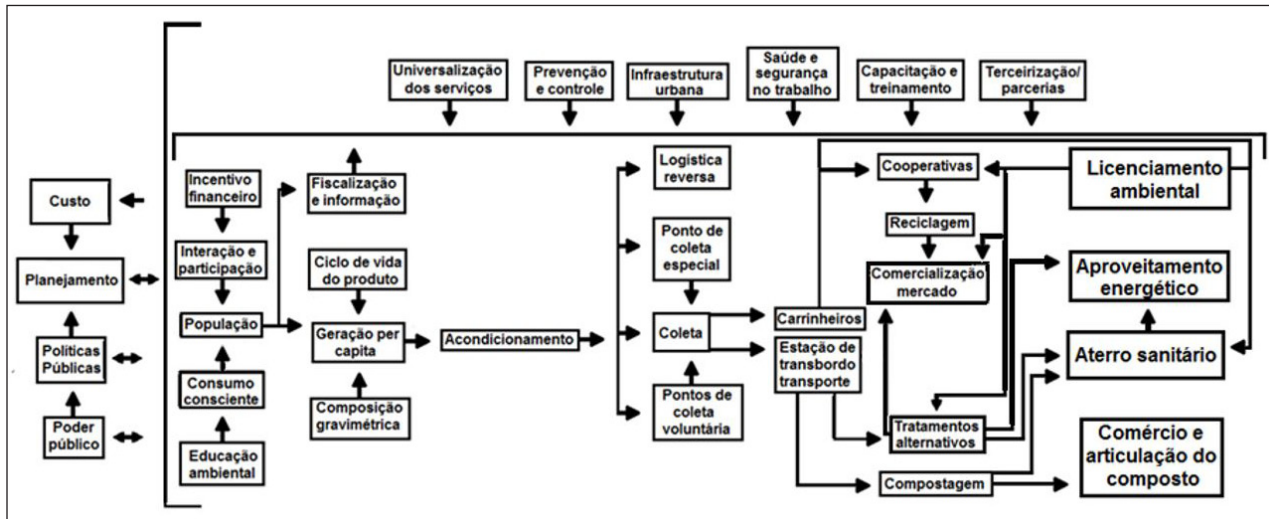 Universalização
dos serviços
Prevenção
e controle
Infraestrutura
urbana
Saúde e
segurança
no trabalho
Capacitação e
treinamento
Terceirização/
parcerias
Custo
Planejamento
Políticas
Públicas
Poder
público
Incentivo
financeiro
Interação e
participação
População
Consumo
consciente
Educação
ambiental
Fiscalização
e informação
Ciclo de vida
do produto
Geração per
capita
Composição
gravimétrica
Acondicionamento
Logística
reversa
Ponto de
coleta
especial
Coleta
Pontos de
coleta
voluntária
Carrinheiros
Estação de
transbordo
transporte
Cooperativas
Reciclagem
Comercialização
mercado
Tratamentos
alternativos
Compostagem
Licenciamento
ambiental
Aproveitamento
energético
Aterro sanitário
Comércio e
articulação do
composto